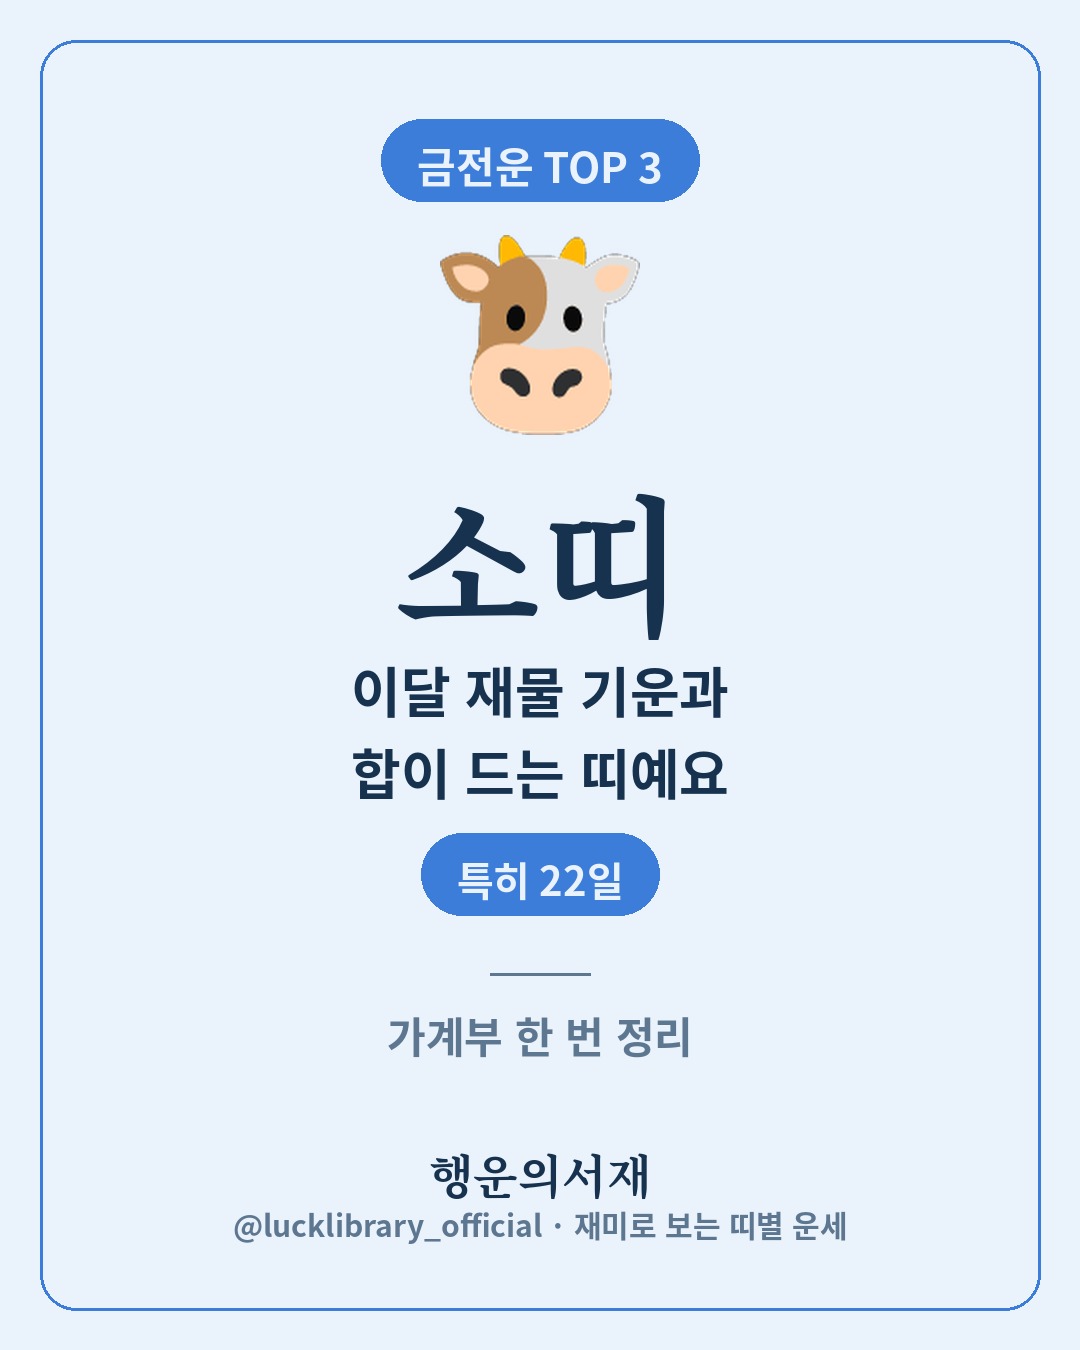 금전운 TOP 3
소띠
이달 재물 기운과
합이 드는 띠예요
특히 22일
가계부 한 번 정리
행운의서재
@lucklibrary_official · 재미로 보는 띠별 운세